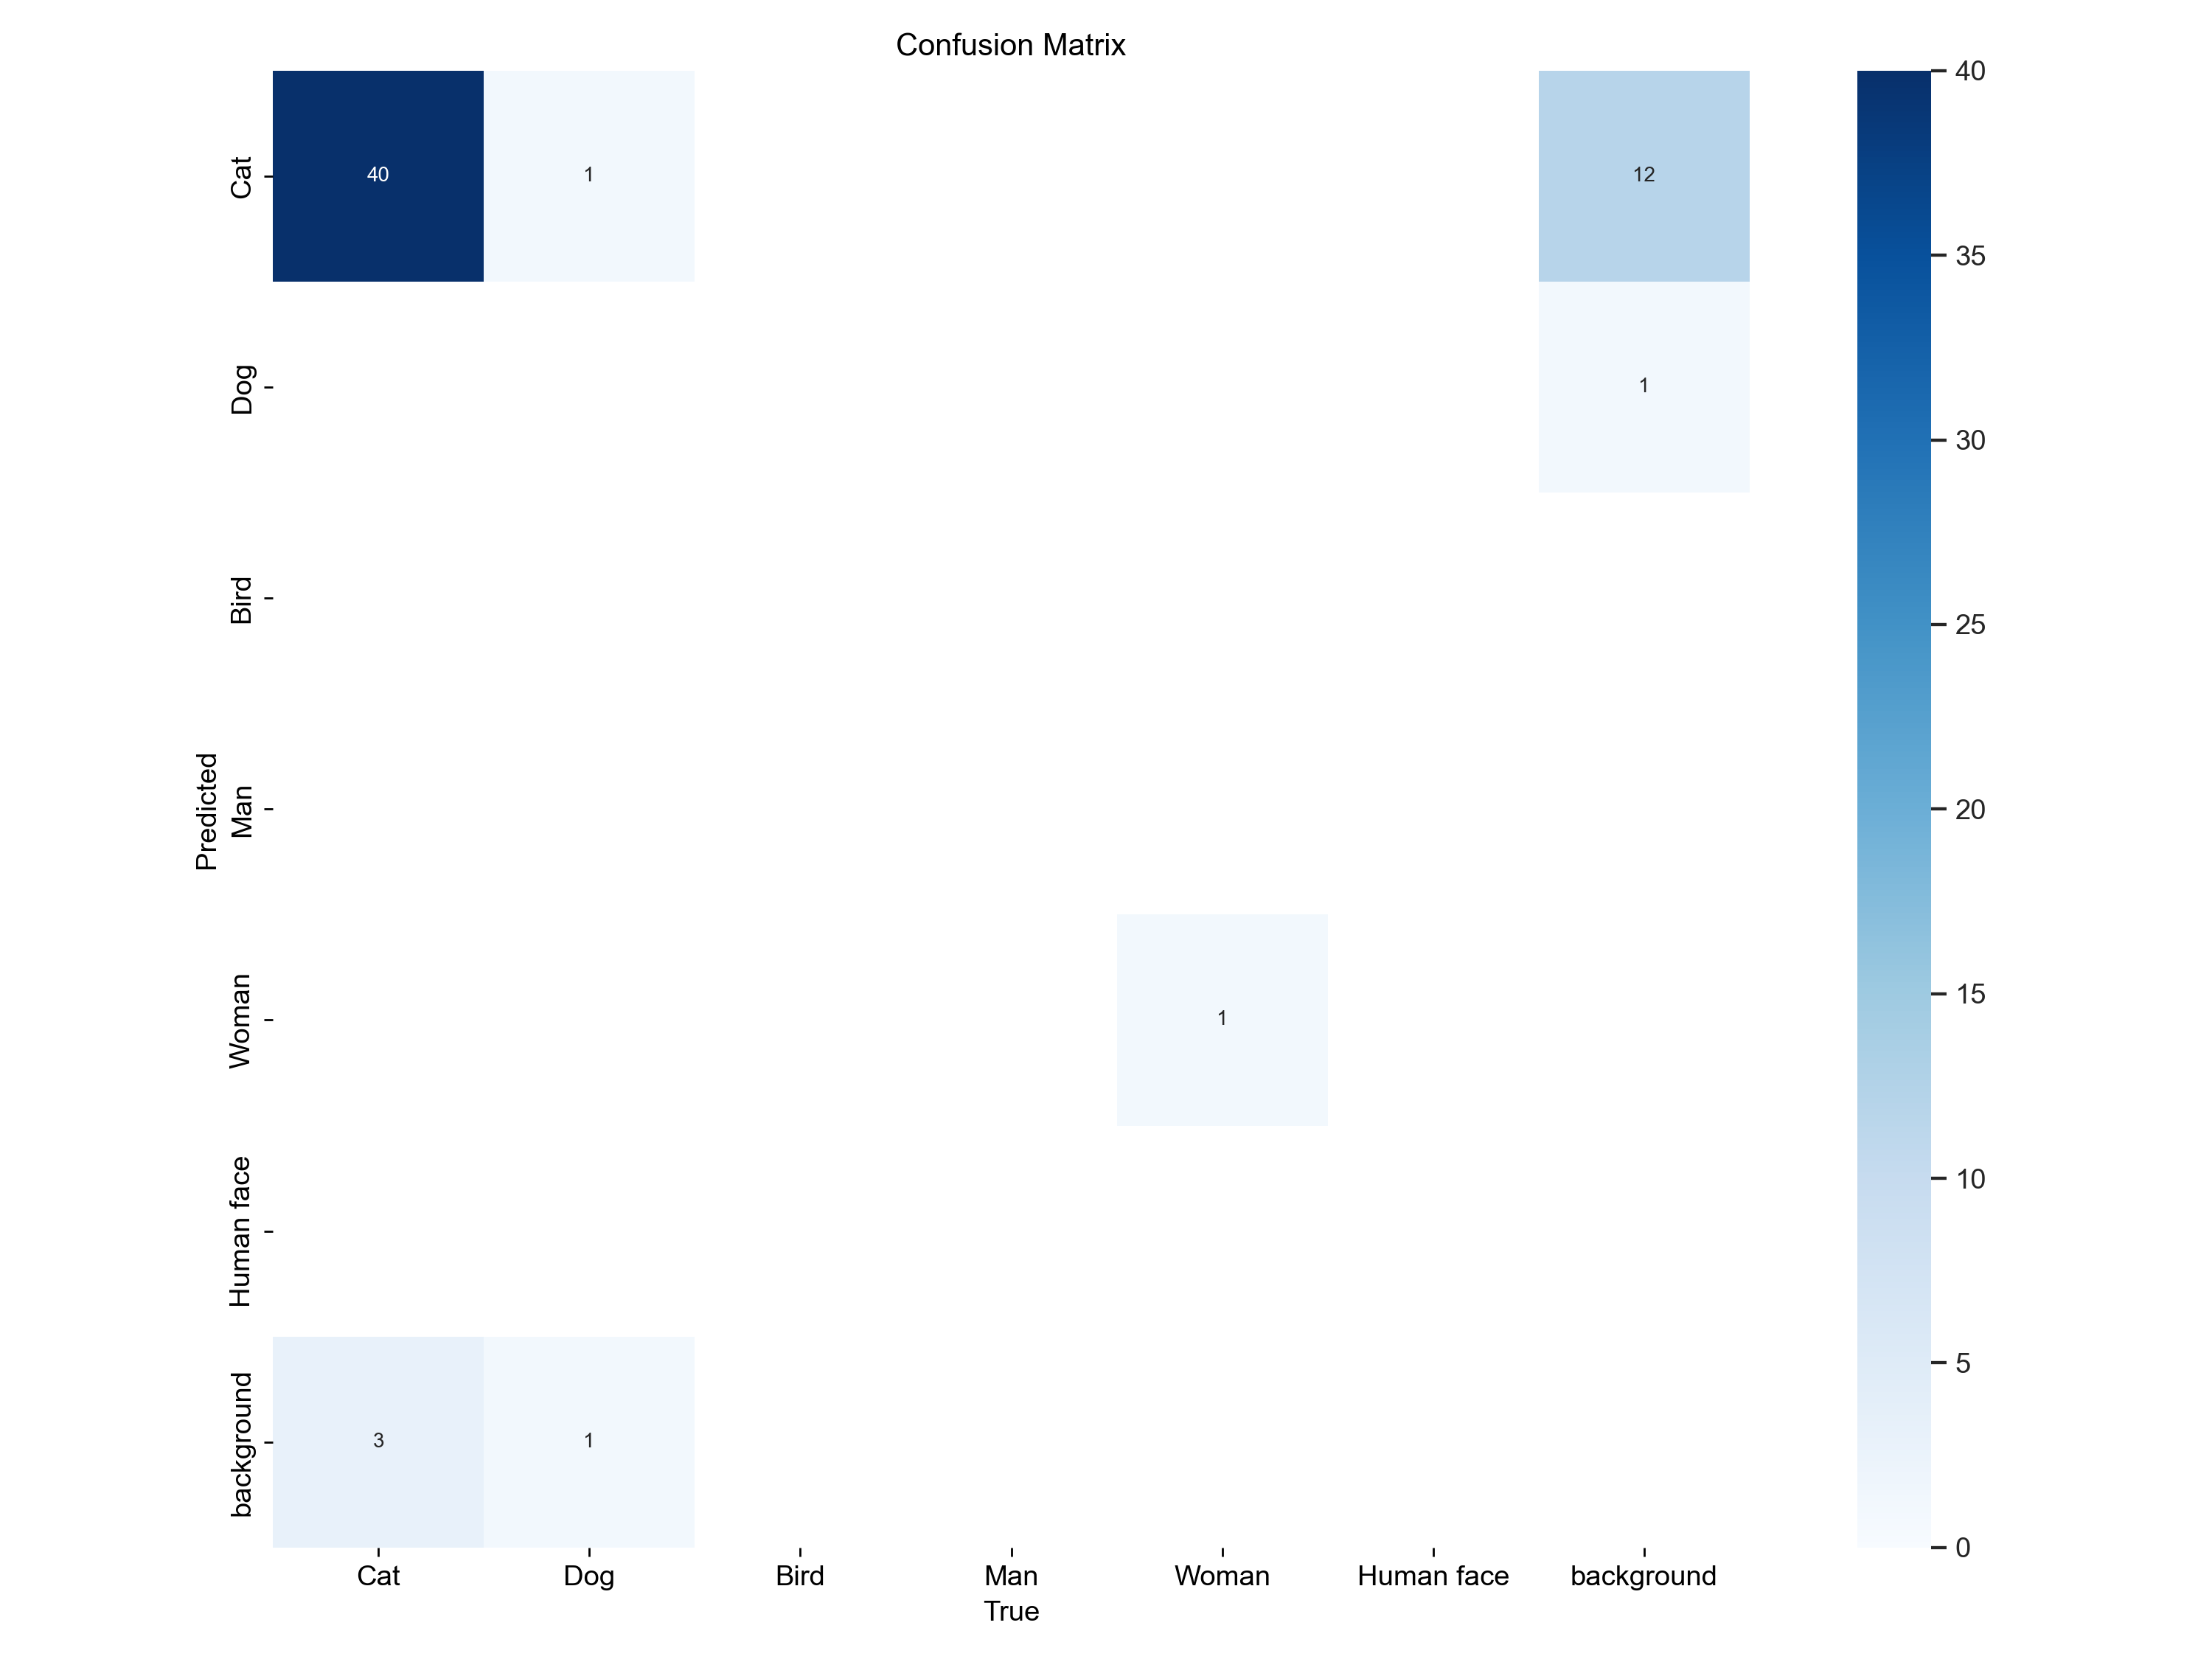 Confusion Matrix
Predicted
Cat
40
1
12
Dog
1
Bird
Man
Woman
1
Human face
background
3
1
Cat
Dog
Bird
Man
Woman
Human face
background
True
40
35
30
25
20
15
10
5
0